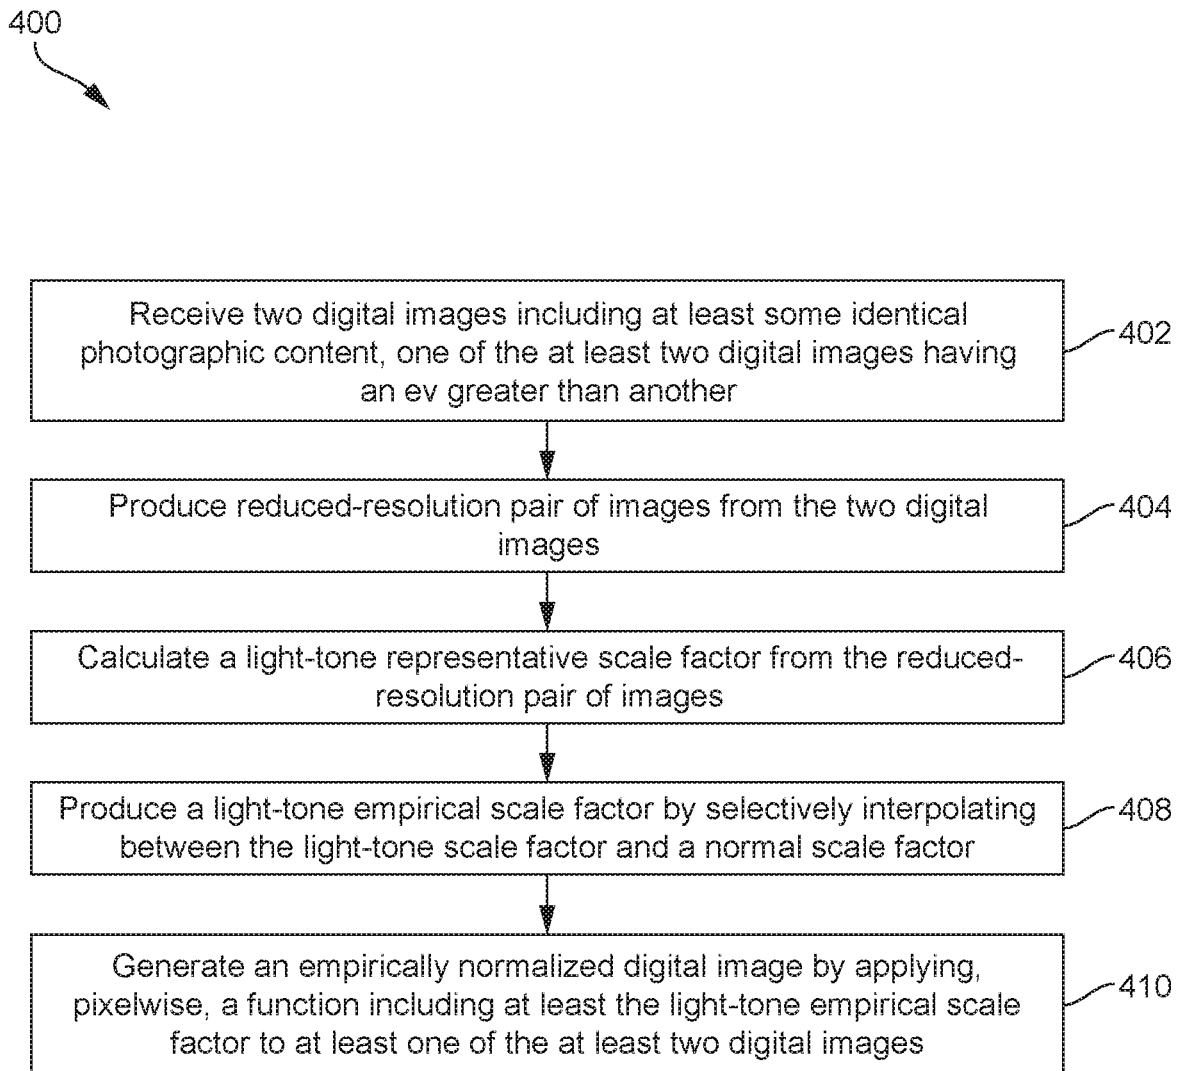 400
Receive two digital images including at least some identical
photographic content, one of the at least two digital images having
an ev greater than another
402
Produce reduced-resolution pair of images from the two digital
images
404
Calculate a light-tone representative scale factor from the reduced-
resolution pair of images
406
Produce a light-tone empirical scale factor by selectively interpolating
between the light-tone scale factor and a normal scale factor
408
Generate an empirically normalized digital image by applying,
pixelwise, a function including at least the light-tone empirical scale
factor to at least one of the at least two digital images
410